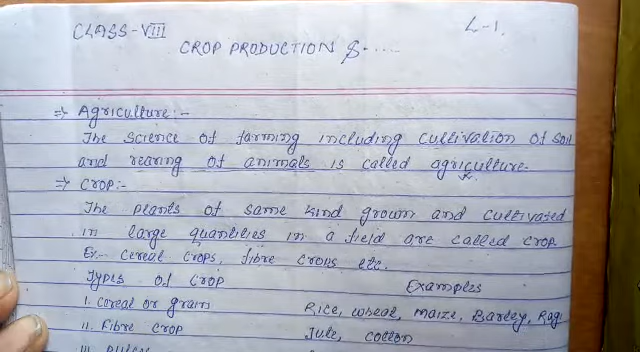 CLASS-VIII
L-1.
CROP PRODUCTION &.....
⇒ Agriculture:-
The science of farming including cultivation of soil
and rearing of animals is called agriculture.
⇒ Crop:-
The plants of same kind grown and cultivated
in large quantities in a field are called crop
Ex:- Cereal crops, fibre crops etc.
Types of crop Examples
i. Cereal or grain Rice, wheat, maize, Barley, Ragi
ii. Fibre crop Jute, cotton
iii.